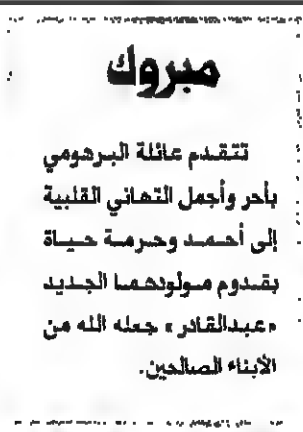 مبروك
تتقدم عائلة البرهومي
بأحر وأجمل التهاني القلبية
إلى أحمد وحرمة حياة
بقدوم مولودهما الجديد
«عبدالقادر» جعله الله من
الأبناء الصالحين.